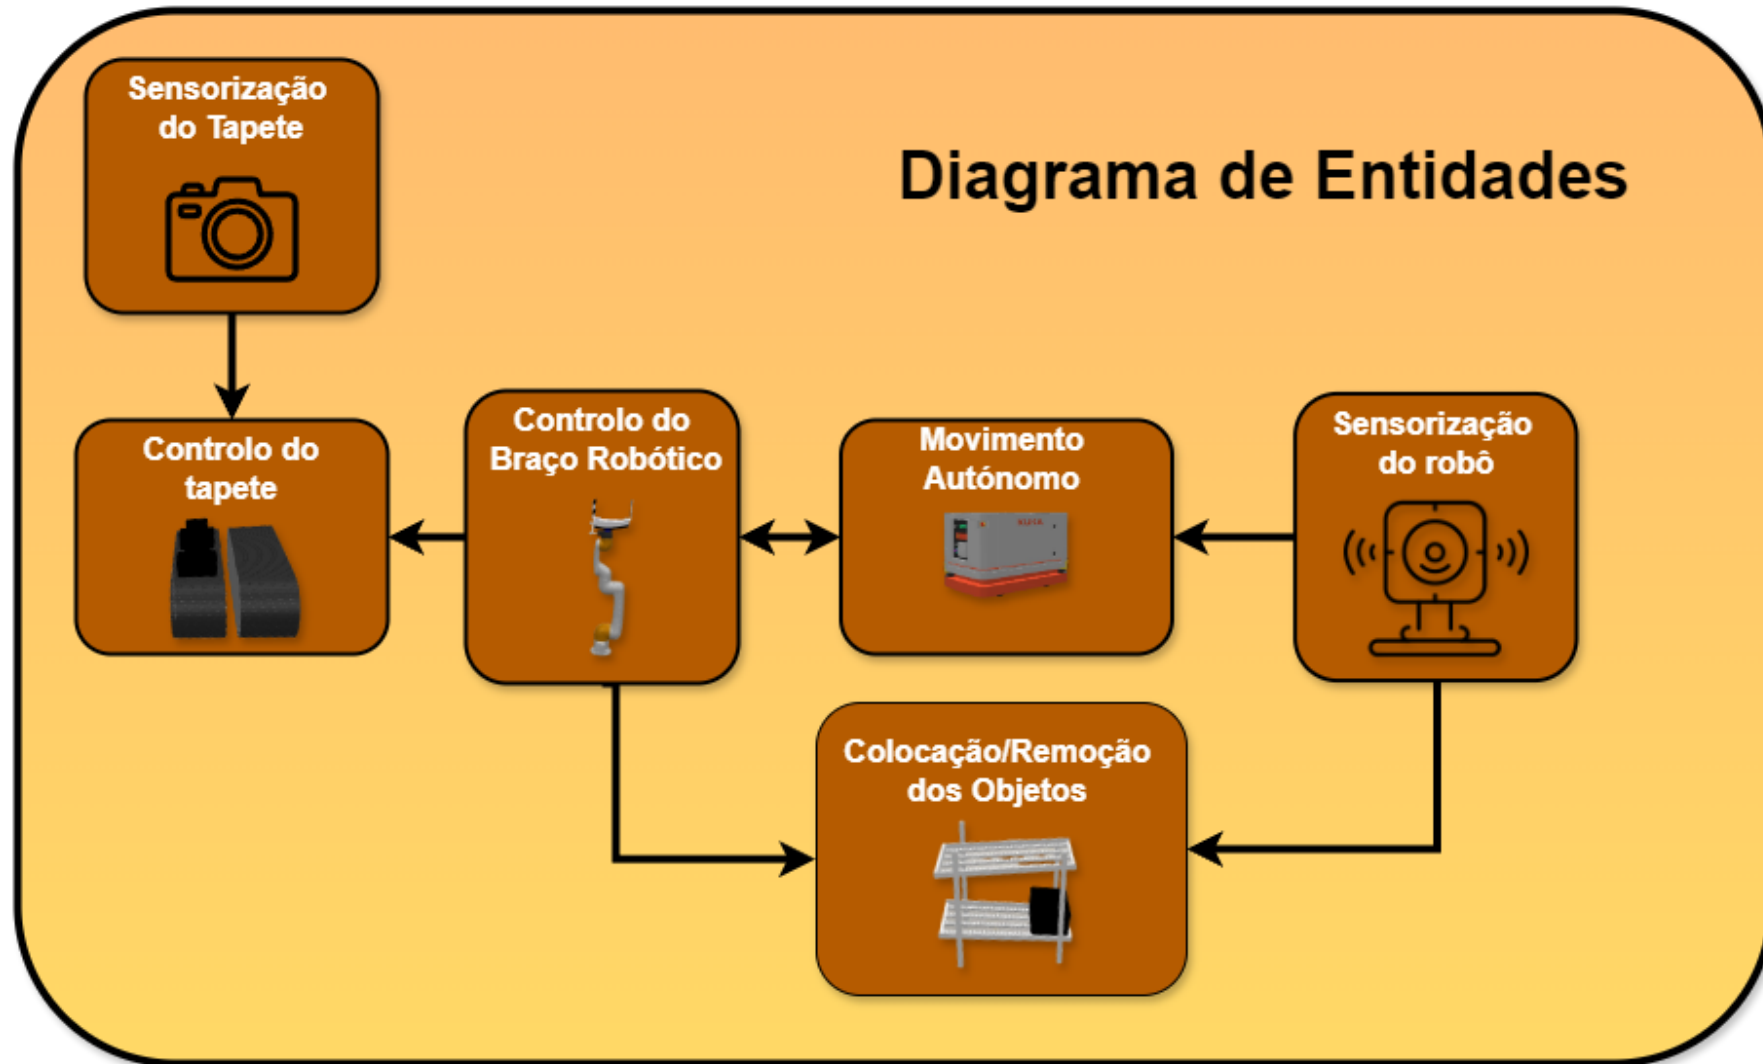 Sensorização
do Tapete
Diagrama de Entidades
Controlo do
tapete
Controlo do
Braço Robótico
Movimento
Autónomo
Sensorização
do robô
Colocação/Remoção
dos Objetos